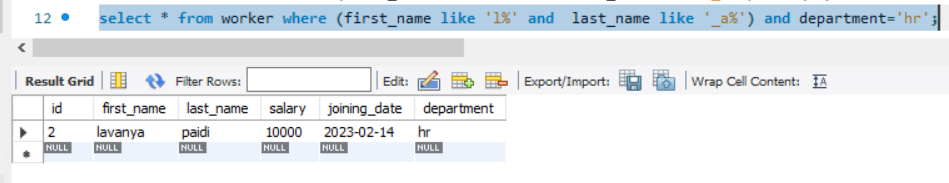 12 select * from worker where (first_name like 'l%' and last_name like '_a%') and department='hr';
Result Grid Filter Rows: Edit: Export/Import: Wrap Cell Content: IA
id first_name last_name salary joining_date department
2 lavanya paidi 10000 2023-02-14 hr
NULL NULL NULL NULL NULL NULL